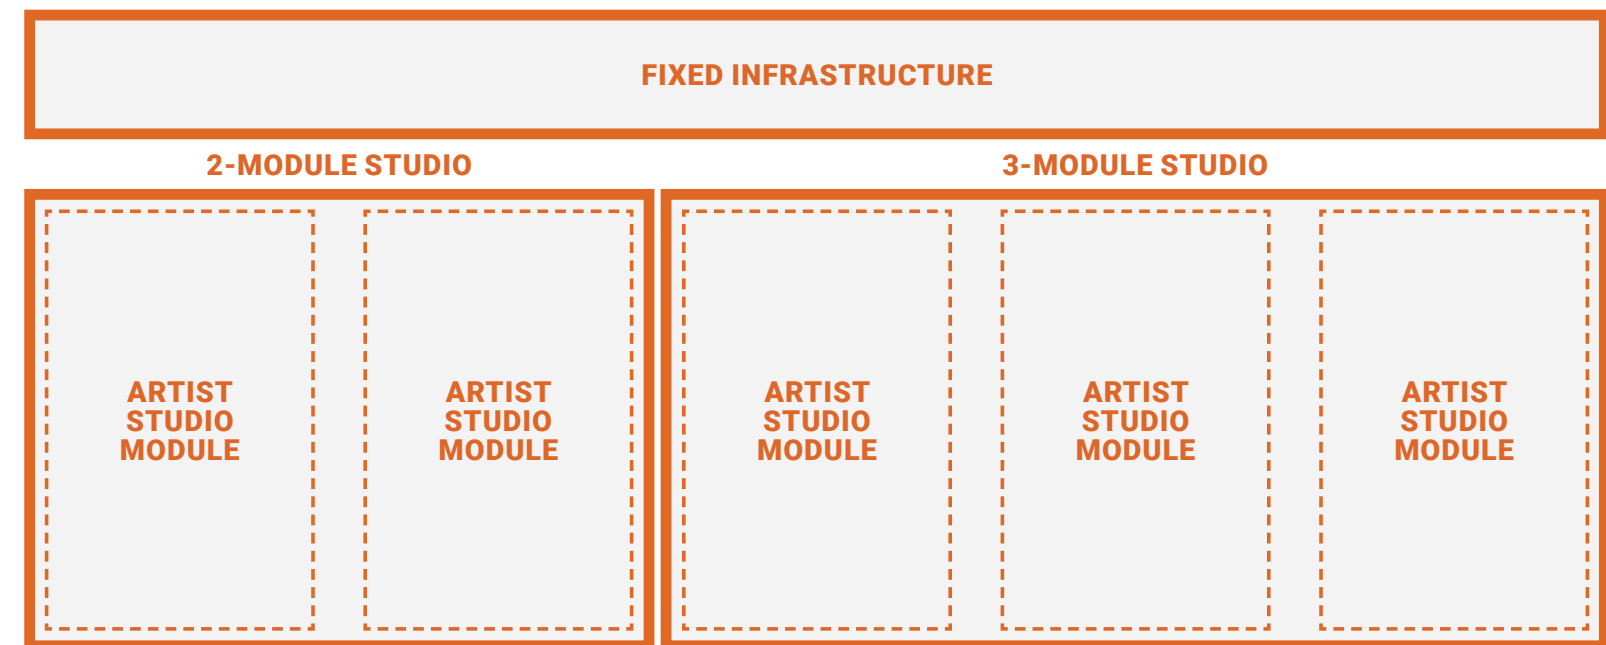 FIXED INFRASTRUCTURE
2-MODULE STUDIO
3-MODULE STUDIO
ARTIST
STUDIO
MODULE
ARTIST
STUDIO
MODULE
ARTIST
STUDIO
MODULE
ARTIST
STUDIO
MODULE
ARTIST
STUDIO
MODULE